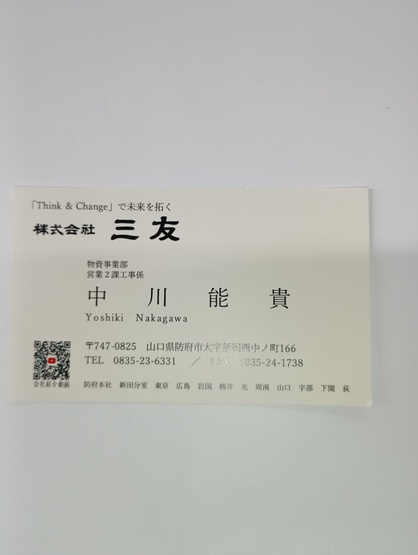 「Think & Change」で未来を拓く
株式会社 三友
物資事業部
営業2課工事係
中川能貴
Yoshiki Nakagawa
〒747-0825 山口県防府市大字新田西中ノ町166
TEL 0835-23-6331 / FAX 0835-24-1738
会社紹介動画
防府本社 新田分室 東京 広島 岩国 柳井 光 周南 山口 宇部 下関 萩